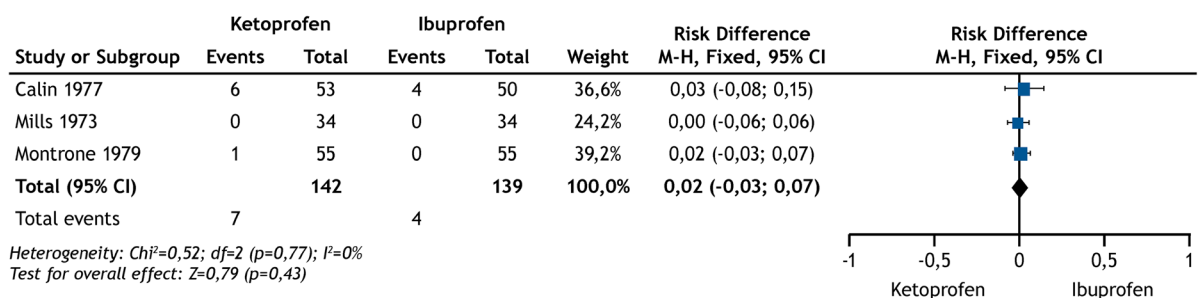 Ketoprofen Ibuprofen Risk Difference Risk Difference
Study or Subgroup Events Total Events Total Weight M-H, Fixed, 95% CI M-H, Fixed, 95% CI
Calin 1977 6 53 4 50 36,6% 0,03 (-0,08; 0,15)
Mills 1973 0 34 0 34 24,2% 0,00 (-0,06; 0,06)
Montrone 1979 1 55 0 55 39,2% 0,02 (-0,03; 0,07)
Total (95% CI) 142 139 100,0% 0,02 (-0,03; 0,07)
Total events 7 4
Heterogeneity: Chi²=0,52; df=2 (p=0,77); I²=0%
Test for overall effect: Z=0,79 (p=0,43)
-1 -0,5 0 0,5 1
Ketoprofen Ibuprofen